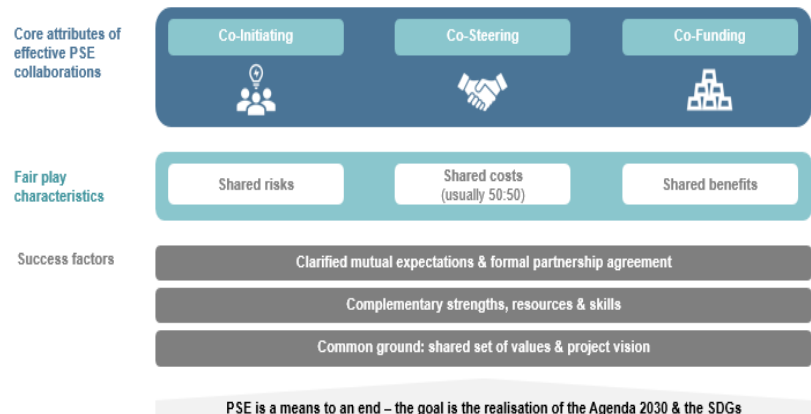 Core attributes of
effective PSE
collaborations
Co-Initiating
Co-Steering
Co-Funding
Fair play
characteristics
Shared risks
Shared costs
(usually 50:50)
Shared benefits
Success factors
Clarified mutual expectations & formal partnership agreement
Complementary strengths, resources & skills
Common ground: shared set of values & project vision
PSE is a means to an end – the goal is the realisation of the Agenda 2030 & the SDGs